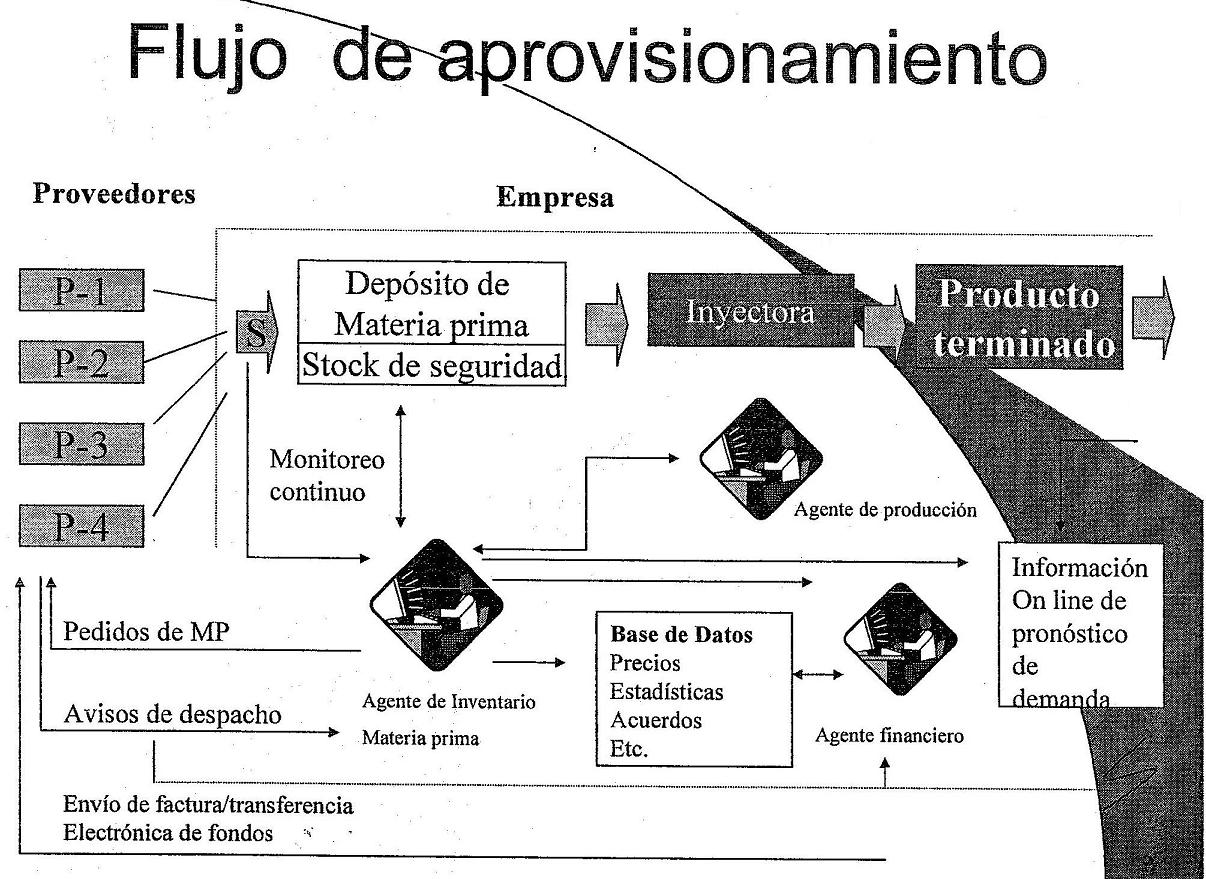 Flujo de aprovisionamiento
Proveedores
Empresa
P-1
P-2
P-3
P-4
S
Depósito de
Materia prima
Stock de seguridad
Inyectora
Producto
terminado
Monitoreo
continuo
Agente de producción
Información
On line de
pronóstico
de
demanda
Pedidos de MP
Base de Datos
Precios
Estadísticas
Acuerdos
Etc.
Agente de Inventario
Materia prima
Avisos de despacho
Agente financiero
Envío de factura/transferencia
Electrónica de fondos